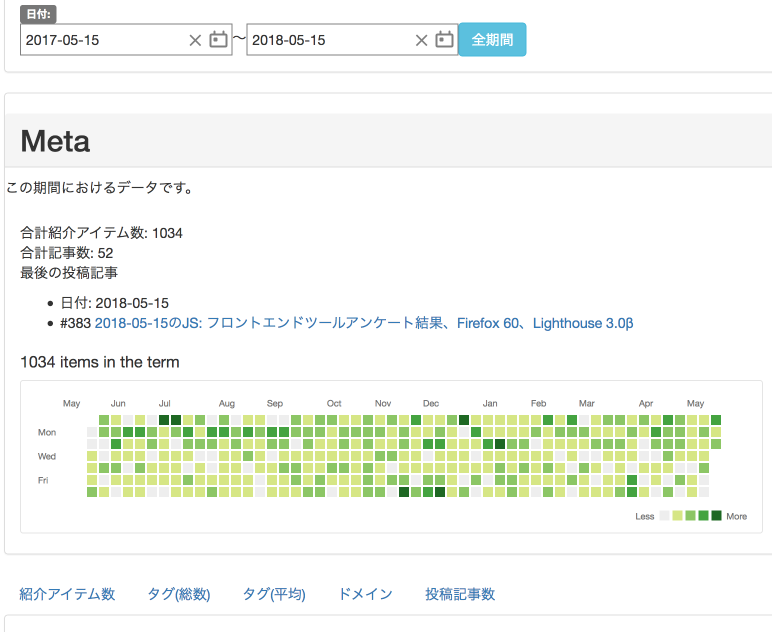 日付:
2017-05-15 ~ 2018-05-15 全期間
Meta
この期間におけるデータです。
合計紹介アイテム数: 1034
合計記事数: 52
最後の投稿記事
• 日付: 2018-05-15
• #383 2018-05-15のJS: フロントエンドツールアンケート結果、Firefox 60、Lighthouse 3.0β
1034 items in the term
May Jun Jul Aug Sep Oct Nov Dec Jan Feb Mar Apr May
Mon
Wed
Fri
Less More
紹介アイテム数 タグ(総数) タグ(平均) ドメイン 投稿記事数